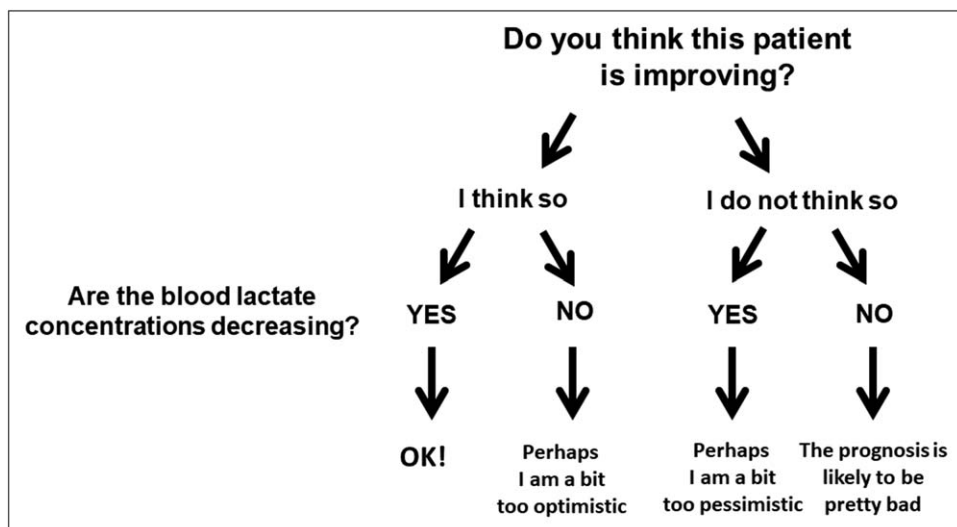 Do you think this patient
is improving?
I think so
I do not think so
Are the blood lactate
concentrations decreasing?
YES
NO
YES
NO
OK!
Perhaps
I am a bit
too optimistic
Perhaps
I am a bit
too pessimistic
The prognosis is
likely to be
pretty bad